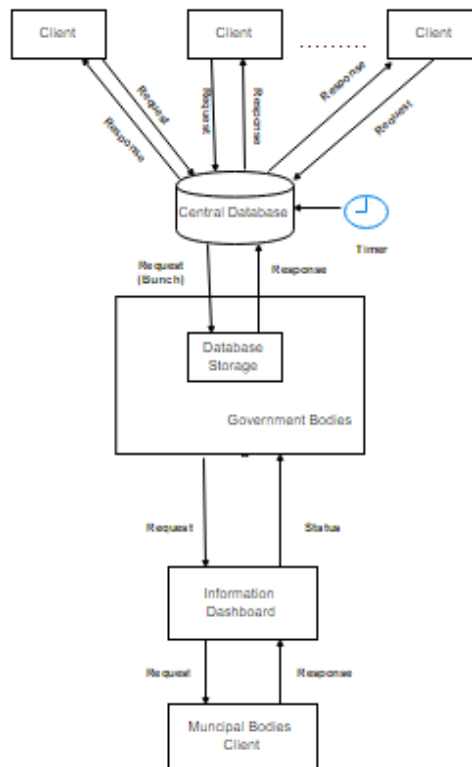 Client
Client
Client
Request
Response
Request
Response
Response
Request
Central Database
Timer
Request
(Bunch)
Response
Database
Storage
Government Bodies
Request
Status
Information
Dashboard
Request
Response
Muncipal Bodies
Client